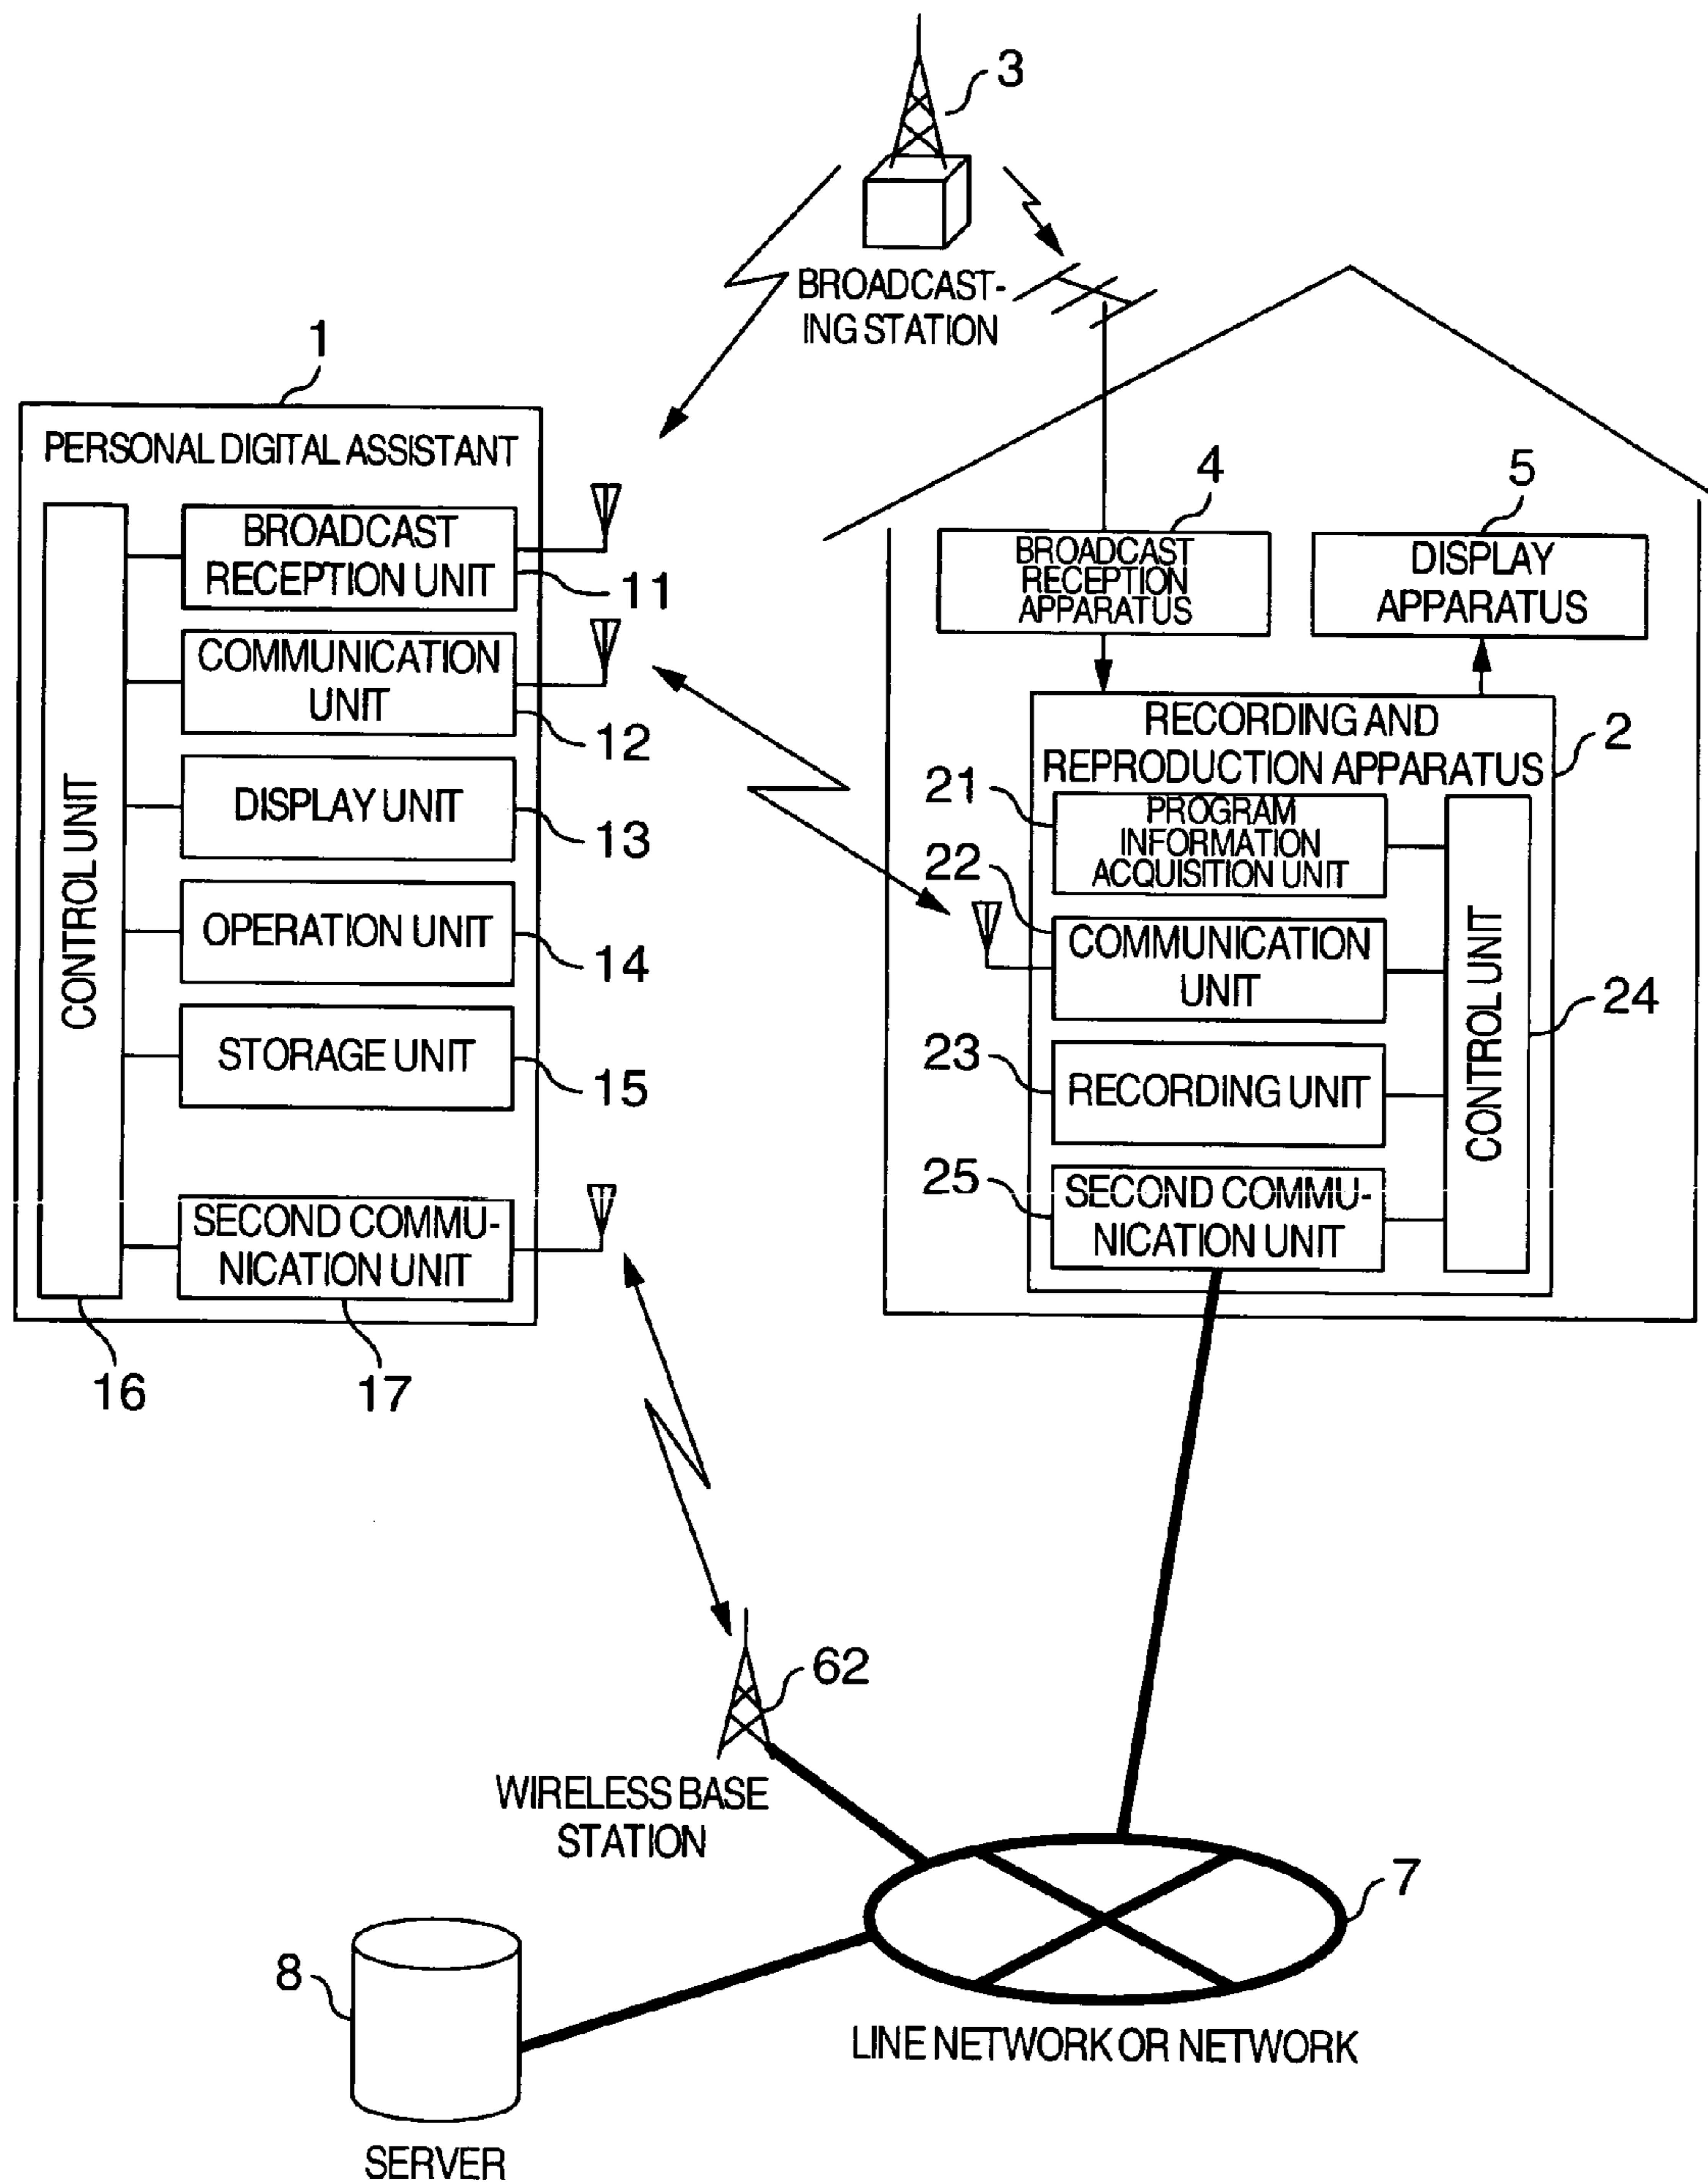 3
BROADCAST-
ING STATION
1
PERSONAL DIGITAL ASSISTANT
CONTROL UNIT
BROADCAST
RECEPTION UNIT
11
COMMUNICATION
UNIT
12
DISPLAY UNIT
13
OPERATION UNIT
14
STORAGE UNIT
15
SECOND COMMU-
NICATION UNIT
16
17
4
BROADCAST
RECEPTION
APPARATUS
5
DISPLAY
APPARATUS
RECORDING AND
REPRODUCTION APPARATUS
2
21
PROGRAM
INFORMATION
ACQUISITION UNIT
22
COMMUNICATION
UNIT
23
RECORDING UNIT
25
SECOND COMMU-
NICATION UNIT
CONTROL UNIT
24
62
WIRELESS BASE
STATION
7
LINE NETWORK OR NETWORK
8
SERVER